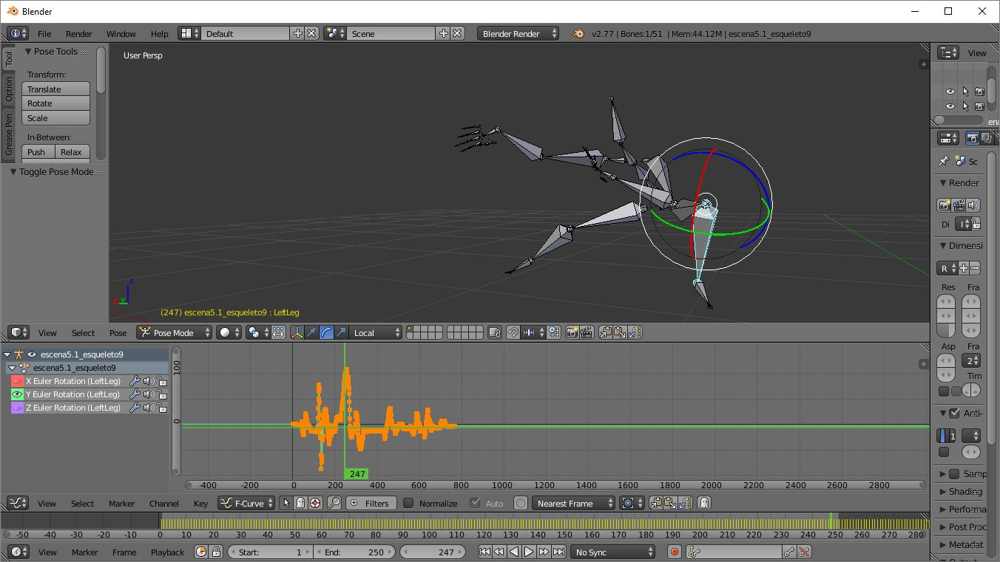 Blender
File Render Window Help Default Scene Blender Render v2.77 | Bones:1/51 | Mem:44.12M | escena5.1_esqueleto9
Tool
Option
Grease Pen
Pose Tools
Transform:
Translate
Rotate
Scale
In-Between:
Push Relax
Toggle Pose Mode
User Persp
z
Y
(247) escena5.1_esqueleto9 : LeftLeg
View Select Pose Pose Mode Local
View
Sc
Render
Di
Dimensi
R
Res Fra
Asp Fra
2
Tim
Anti-
1
Samp
Shading
Performa
Post Proc
Metadat
escena5.1_esqueleto9
escena5.1_esqueleto9
X Euler Rotation (LeftLeg)
Y Euler Rotation (LeftLeg)
Z Euler Rotation (LeftLeg)
100
0
247
-400 -200 0 200 400 600 800 1000 1200 1400 1600 1800 2000 2200 2400 2600 2800
View Select Marker Channel Key F-Curve Filters Normalize Auto Nearest Frame
-50 -40 -30 -20 -10 0 10 20 30 40 50 60 70 80 90 100 110 120 130 140 150 160 170 180 190 200 210 220 230 240 250 260 270 280
View Marker Frame Playback Start: 1 End: 250 247 No Sync